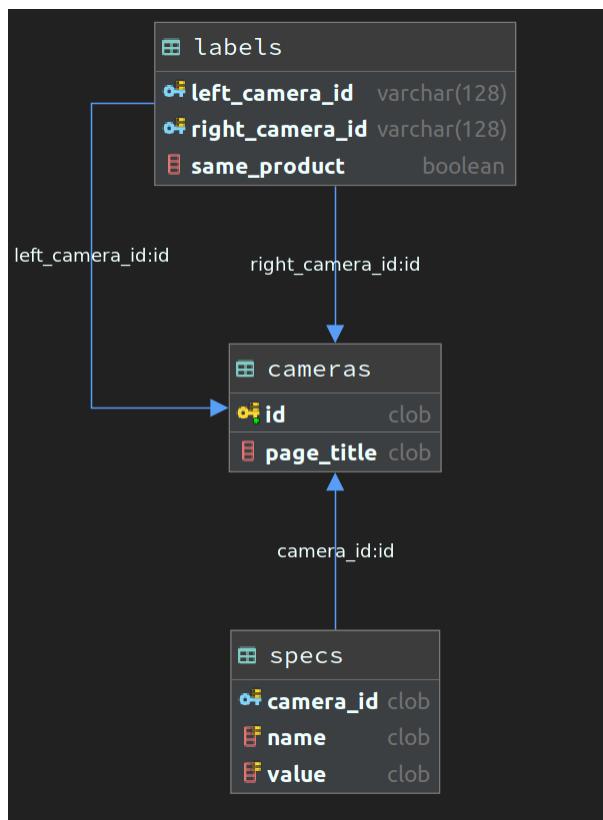 labels
left_camera_id varchar(128)
right_camera_id varchar(128)
same_product boolean
left_camera_id:id
right_camera_id:id
cameras
id clob
page_title clob
camera_id:id
specs
camera_id clob
name clob
value clob